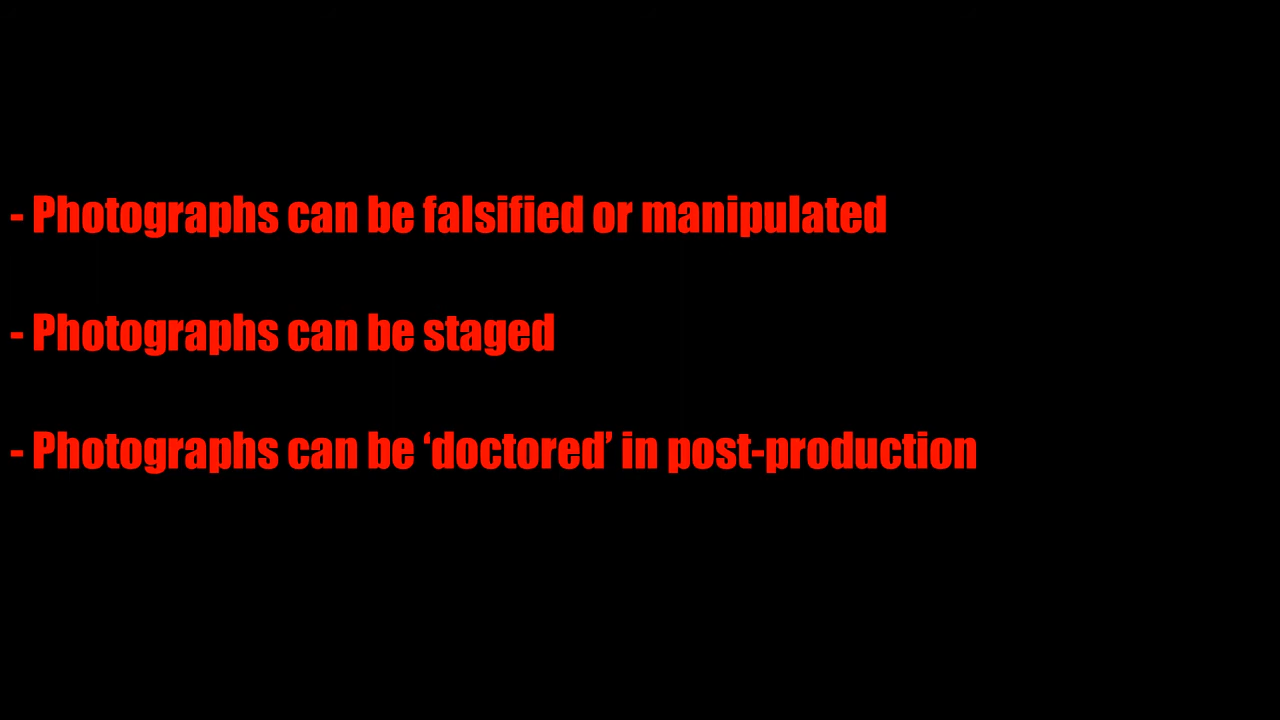 - Photographs can be falsified or manipulated
- Photographs can be staged
- Photographs can be ‘doctored’ in post-production